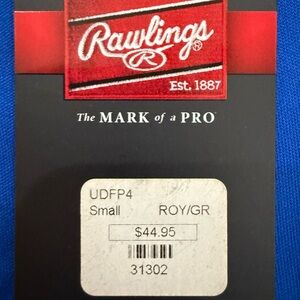 Rawlings®
R
Est. 1887
The MARK of a PRO
UDFP4
Small ROY/GR
$44.95
31302